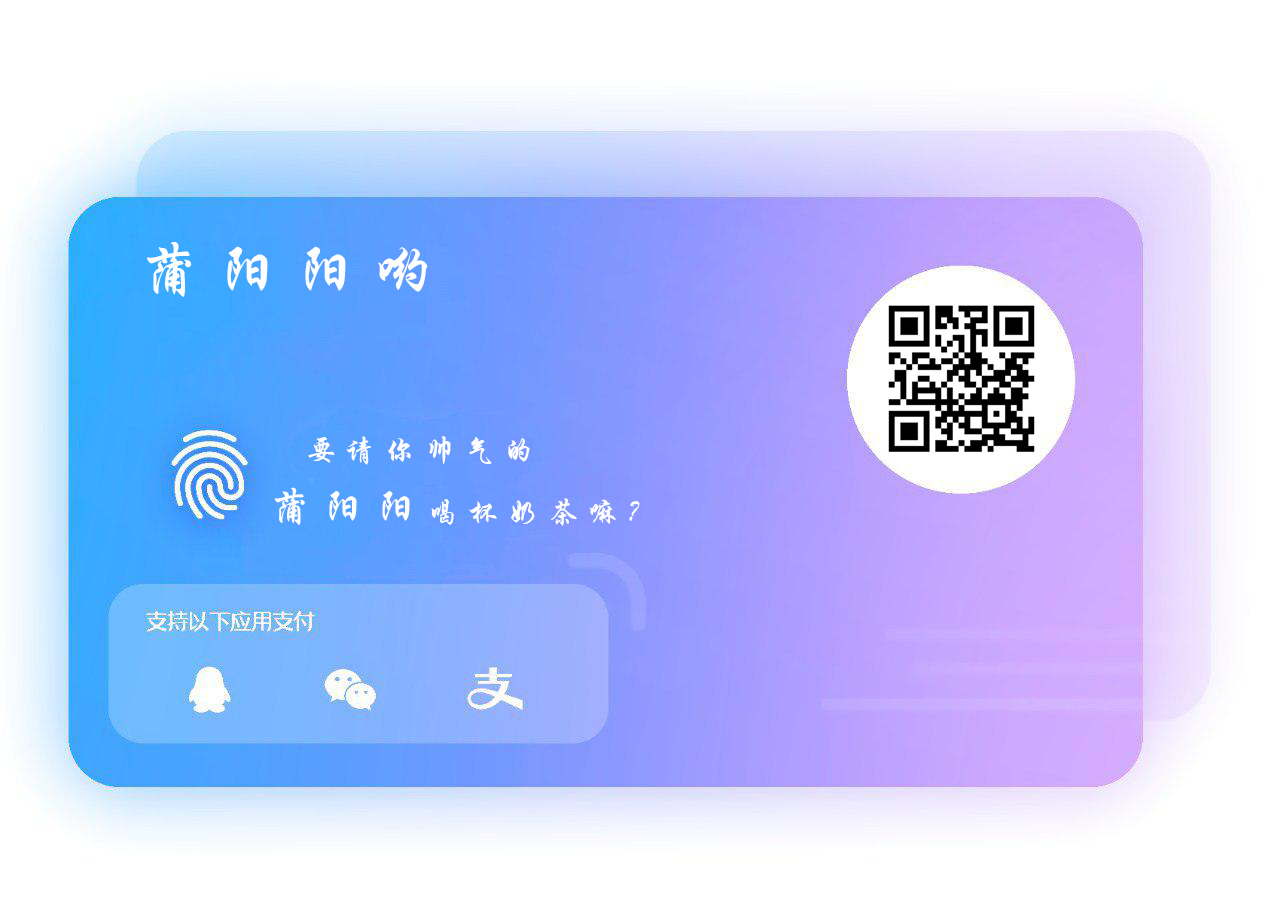 蒲阳阳哟
要请你帅气的
蒲阳阳喝杯奶茶嘛?
支持以下应用支付
支